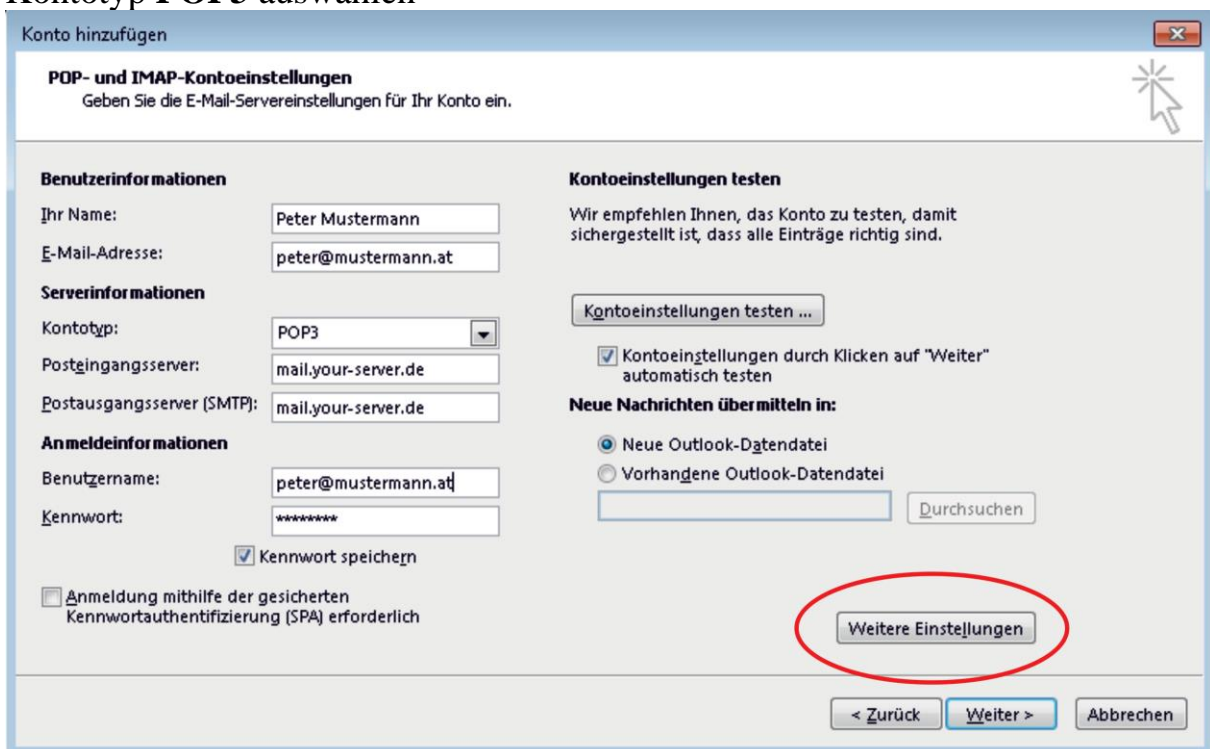 Kontotyp POP3 auswählen
Konto hinzufügen
POP- und IMAP-Kontoeinstellungen
Geben Sie die E-Mail-Servereinstellungen für Ihr Konto ein.
Benutzerinformationen
Ihr Name:
Peter Mustermann
E-Mail-Adresse:
peter@mustermann.at
Serverinformationen
Kontotyp:
POP3
Posteingangsserver:
mail.your-server.de
Postausgangsserver (SMTP):
mail.your-server.de
Anmeldeinformationen
Benutzername:
peter@mustermann.at
Kennwort:
********
Kennwort speichern
Anmeldung mithilfe der gesicherten
Kennwortauthentifizierung (SPA) erforderlich
Kontoeinstellungen testen
Wir empfehlen Ihnen, das Konto zu testen, damit
sichergestellt ist, dass alle Einträge richtig sind.
Kontoeinstellungen testen ...
Kontoeinstellungen durch Klicken auf "Weiter"
automatisch testen
Neue Nachrichten übermitteln in:
Neue Outlook-Datendatei
Vorhandene Outlook-Datendatei
Durchsuchen
Weitere Einstellungen
< Zurück
Weiter >
Abbrechen